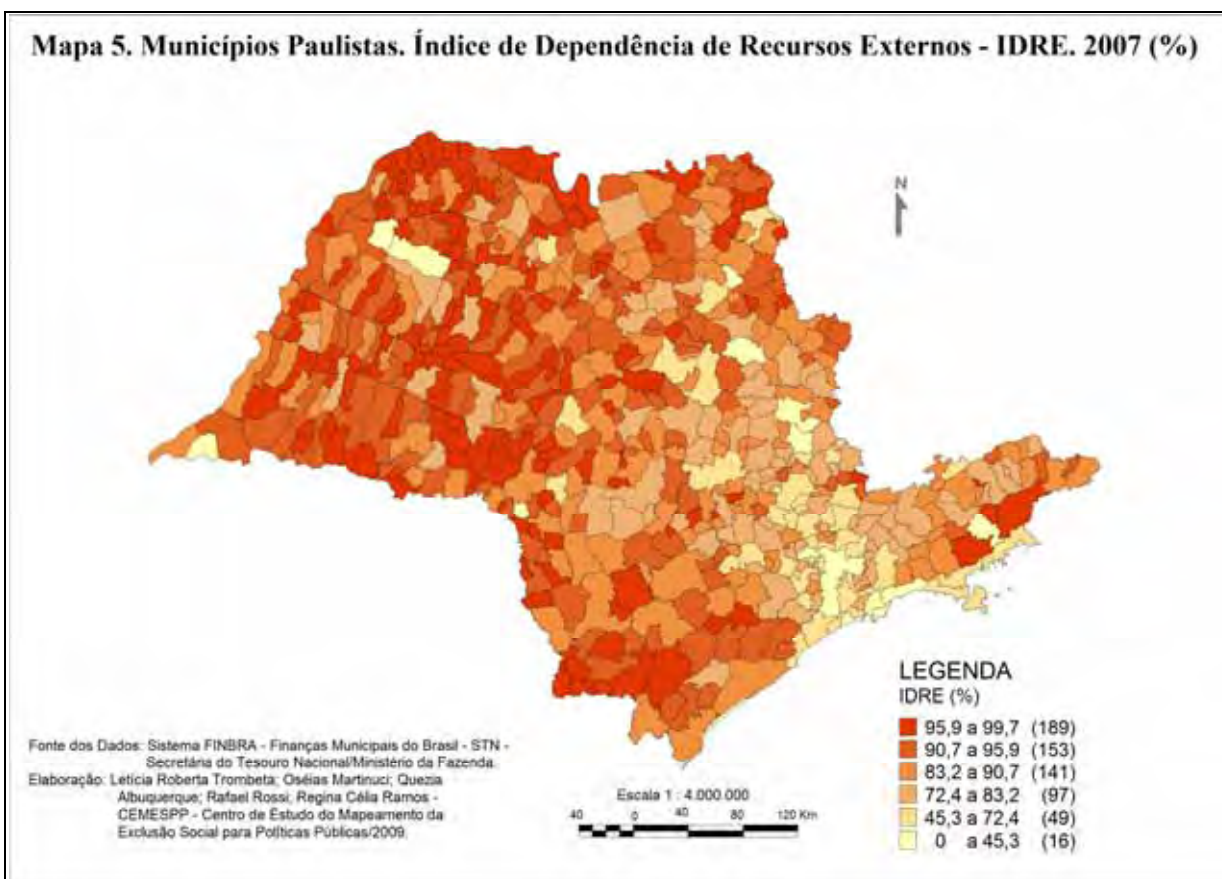 Mapa 5. Municípios Paulistas. Índice de Dependência de Recursos Externos - IDRE. 2007 (%)
N
LEGENDA
IDRE (%)
95,9 a 99,7 (189)
90,7 a 95,9 (153)
83,2 a 90,7 (141)
72,4 a 83,2 (97)
45,3 a 72,4 (49)
0 a 45,3 (16)
Fonte dos Dados: Sistema FINBRA - Finanças Municipais do Brasil - STN -
Secretária do Tesouro Nacional/Ministério da Fazenda.
Elaboração: Letícia Roberta Trombeta; Oséias Martinuci; Quezia
Albuquerque; Rafael Rossi; Regina Célia Ramos -
CEMESPP - Centro de Estudo do Mapeamento da
Exclusão Social para Políticas Públicas/2009.
Escala 1 : 4.000.000
40 0 40 80 120 Km